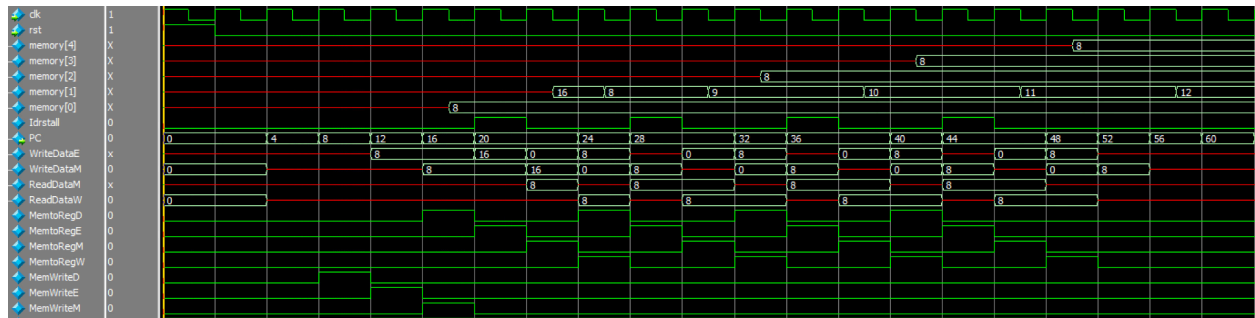 clk 1
rst 1
memory[4] X 8
memory[3] X 8
memory[2] X 8
memory[1] X 16 8 9 10 11 12
memory[0] X 8
ldrstall 0
PC 0 0 4 8 12 16 20 24 28 32 36 40 44 48 52 56 60
WriteDataE x 8 16 0 8 0 8 0 8 0 8
WriteDataM 0 0 8 16 0 8 0 8 0 8 0 8
ReadDataM x 8 8 8 8
ReadDataW 0 0 8 8 8 8
MemtoRegD 0
MemtoRegE 0
MemtoRegM 0
MemtoRegW 0
MemWriteD 0
MemWriteE 0
MemWriteM 0